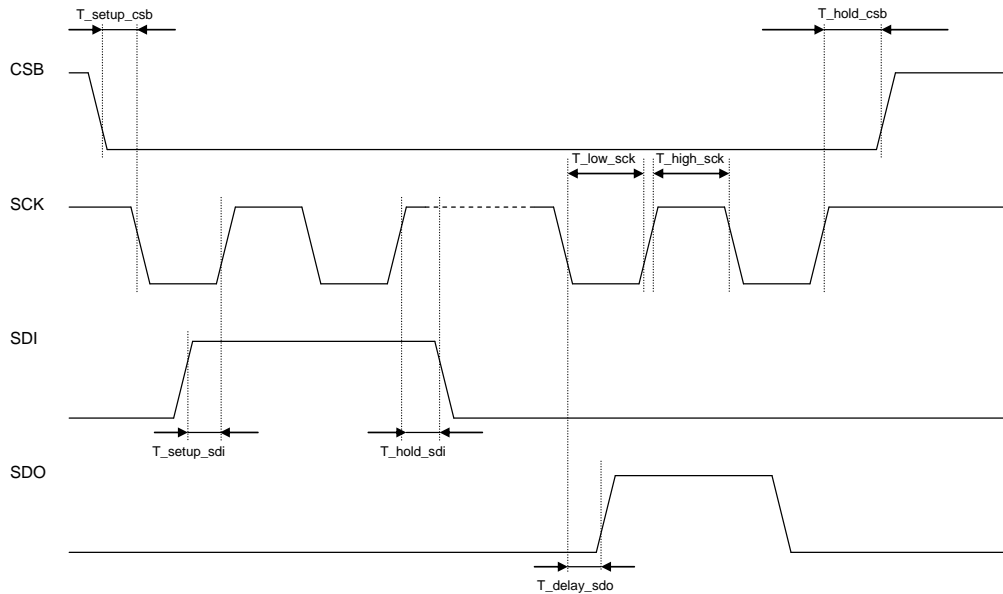 T_setup_csb
T_hold_csb
CSB
T_low_sck
T_high_sck
SCK
SDI
T_setup_sdi
T_hold_sdi
SDO
T_delay_sdo